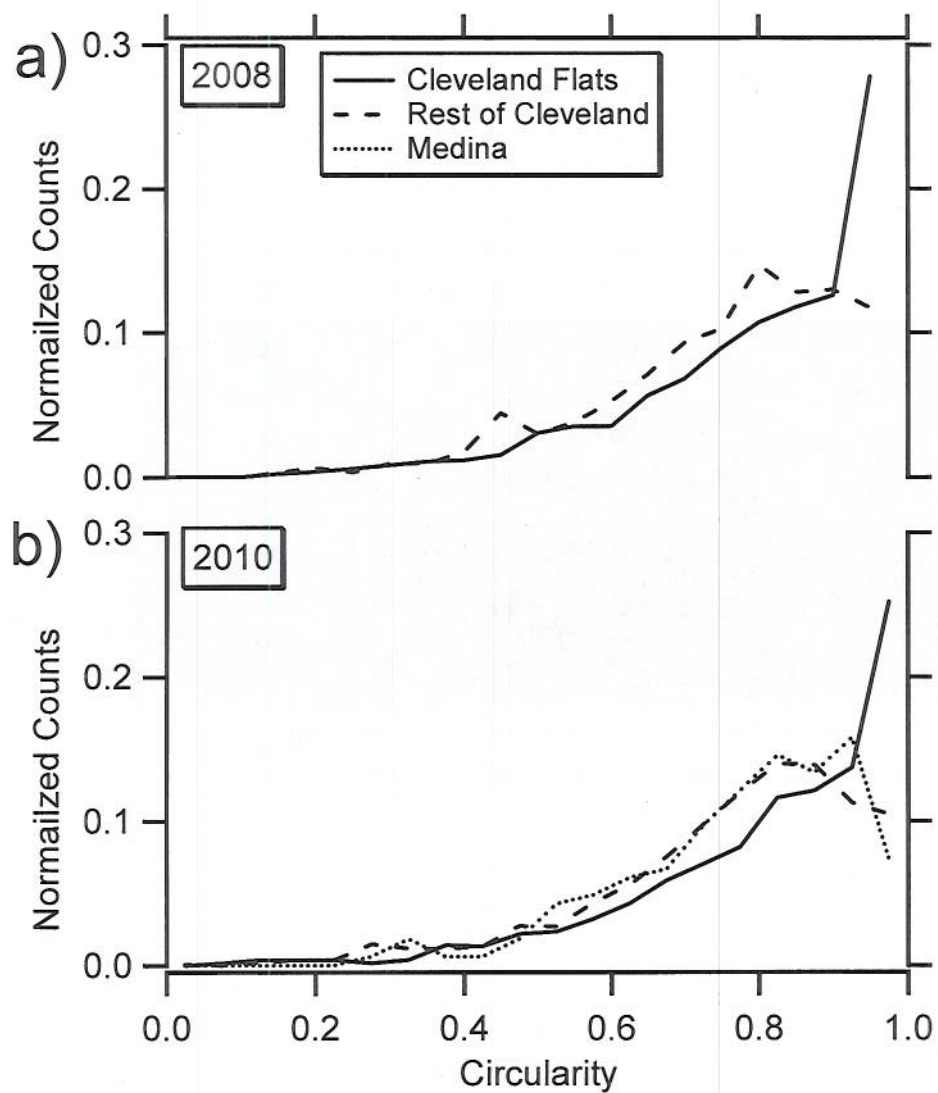 a)
2008
Cleveland Flats
Rest of Cleveland
Medina
0.3
0.2
0.1
0.0
Normailzed Counts
b)
2010
0.3
0.2
0.1
0.0
Normailzed Counts
0.0 0.2 0.4 0.6 0.8 1.0
Circularity